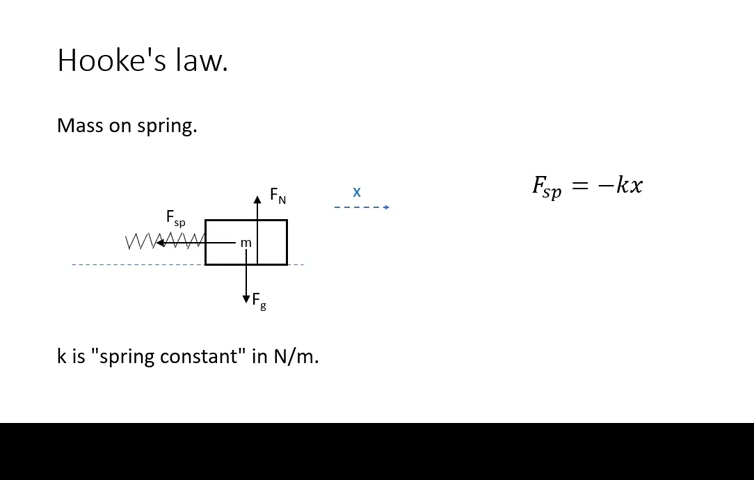 Hooke's law.
Mass on spring.
F_N
x
F_sp = −kx
F_sp
m
F_g
k is "spring constant" in N/m.